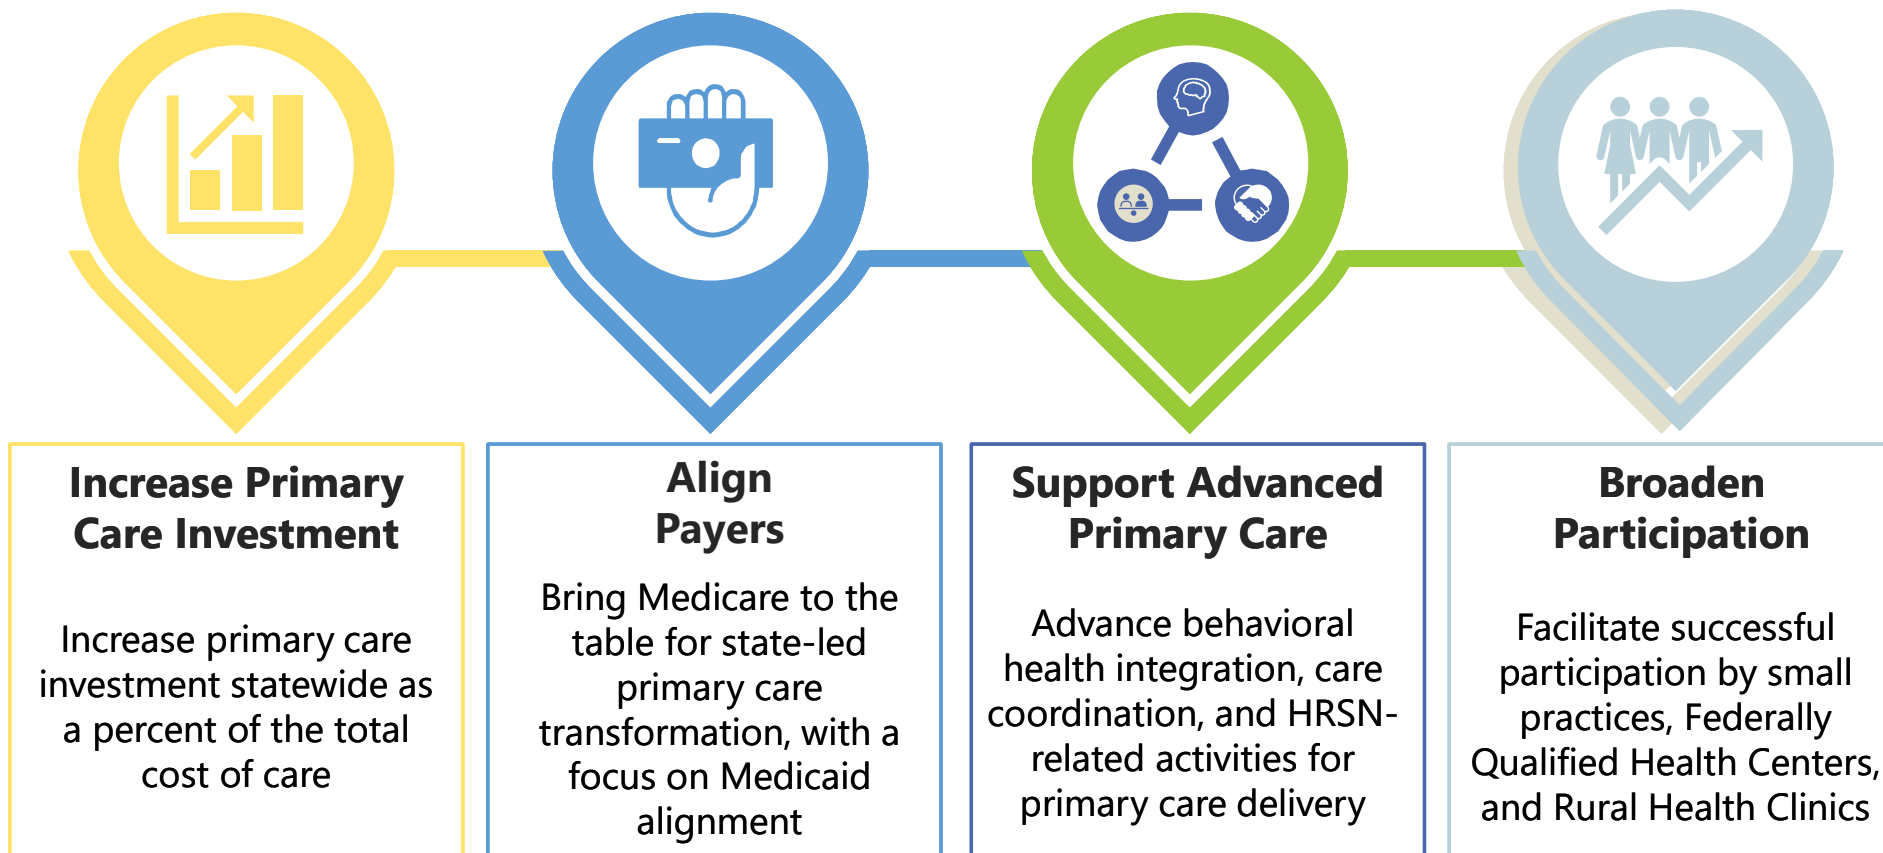 Increase Primary
Care Investment
Increase primary care
investment statewide as
a percent of the total
cost of care
Align
Payers
Bring Medicare to the
table for state-led
primary care
transformation, with a
focus on Medicaid
alignment
Support Advanced
Primary Care
Advance behavioral
health integration, care
coordination, and HRSN-
related activities for
primary care delivery
Broaden
Participation
Facilitate successful
participation by small
practices, Federally
Qualified Health Centers,
and Rural Health Clinics